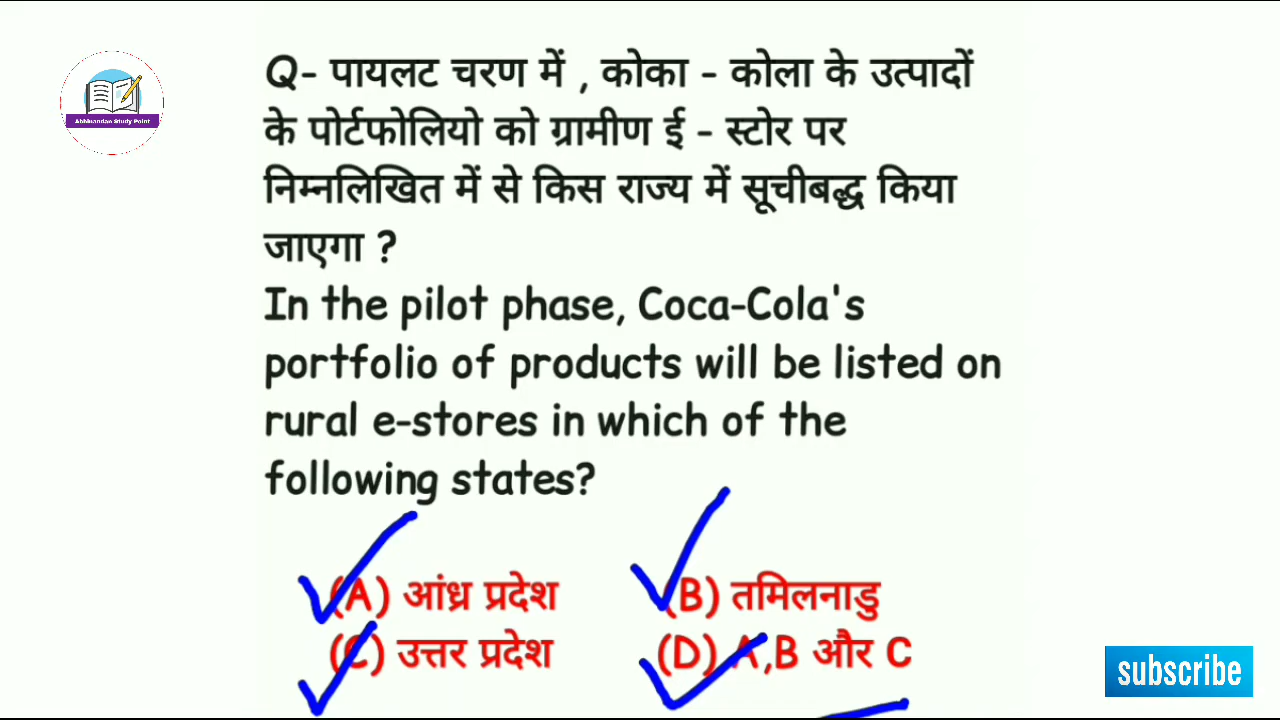 Abhinandan Study Point
Q- पायलट चरण में , कोका - कोला के उत्पादों
के पोर्टफोलियो को ग्रामीण ई - स्टोर पर
निम्नलिखित में से किस राज्य में सूचीबद्ध किया
जाएगा ?
In the pilot phase, Coca-Cola's
portfolio of products will be listed on
rural e-stores in which of the
following states?
(A) आंध्र प्रदेश (B) तमिलनाडु
(C) उत्तर प्रदेश (D) A,B और C
subscribe